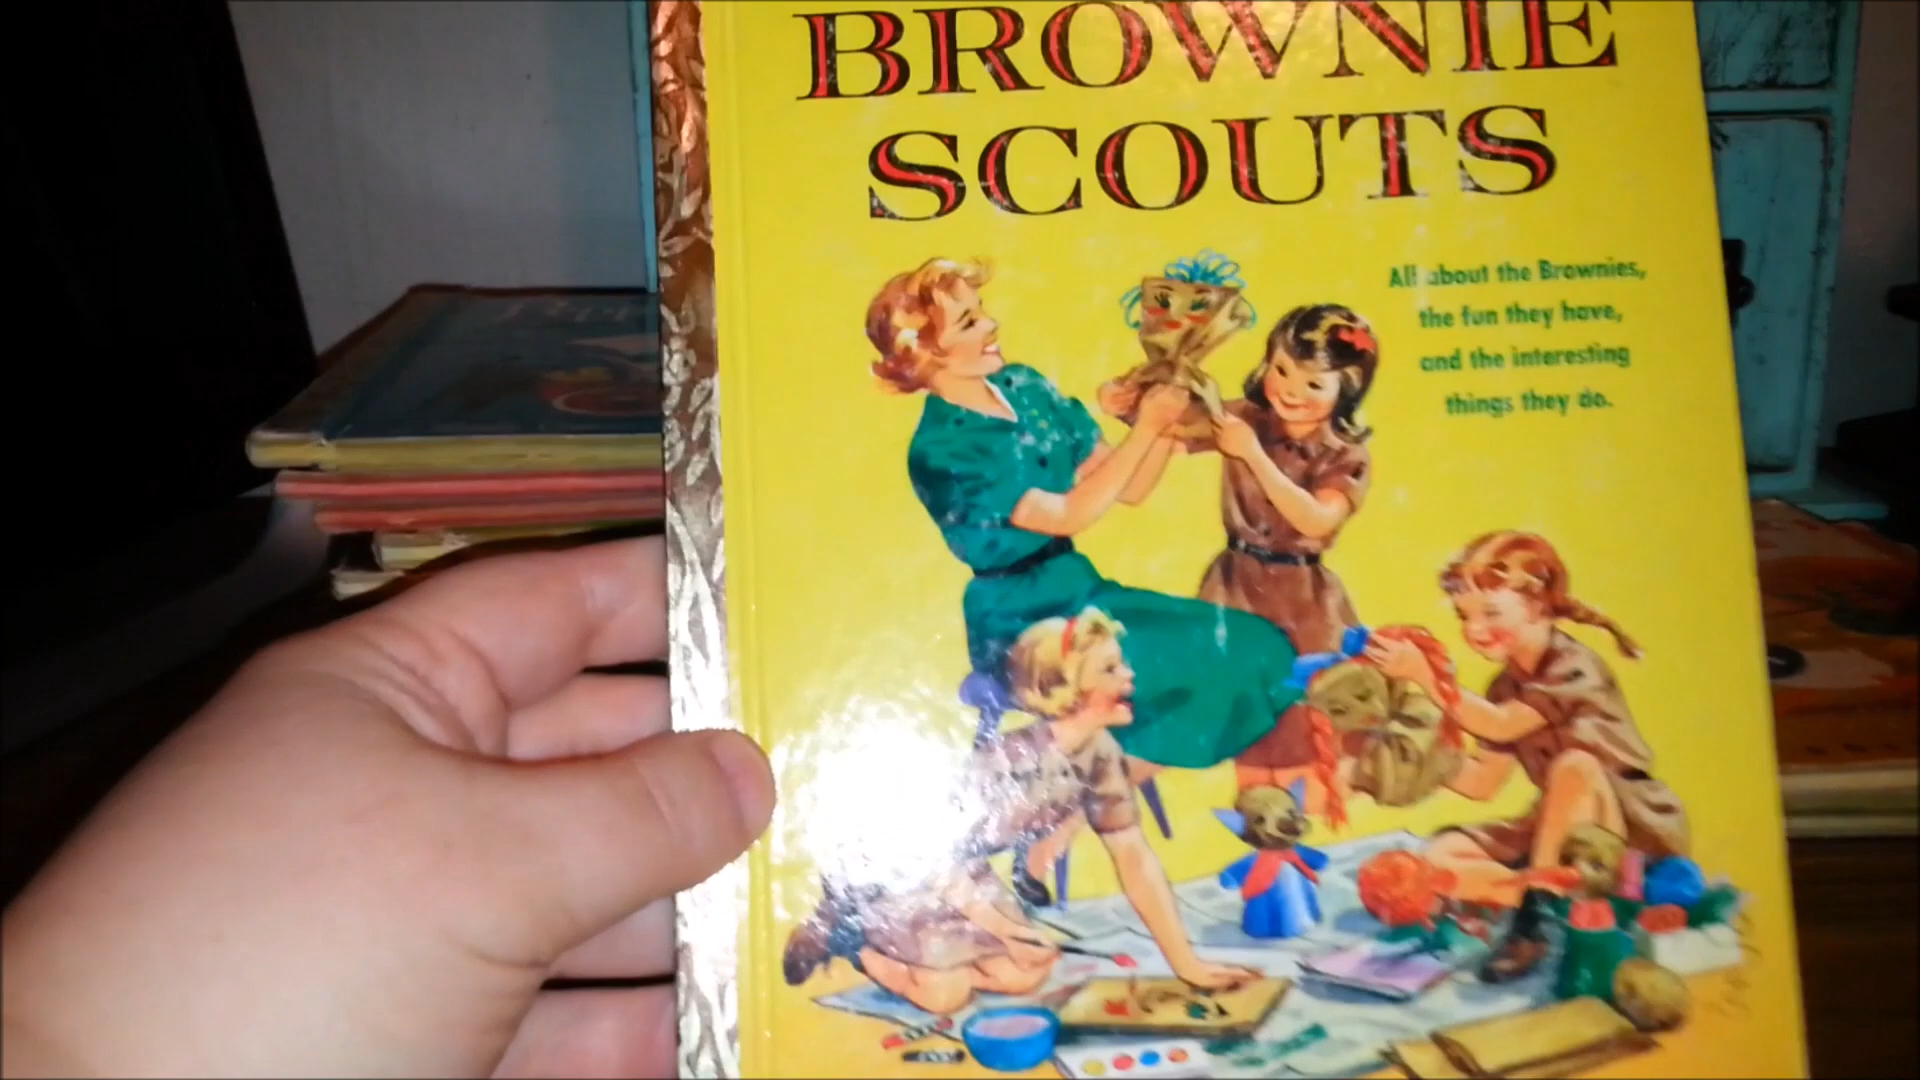 BROWNIE
SCOUTS
All about the Brownies,
the fun they have,
and the interesting
things they do.